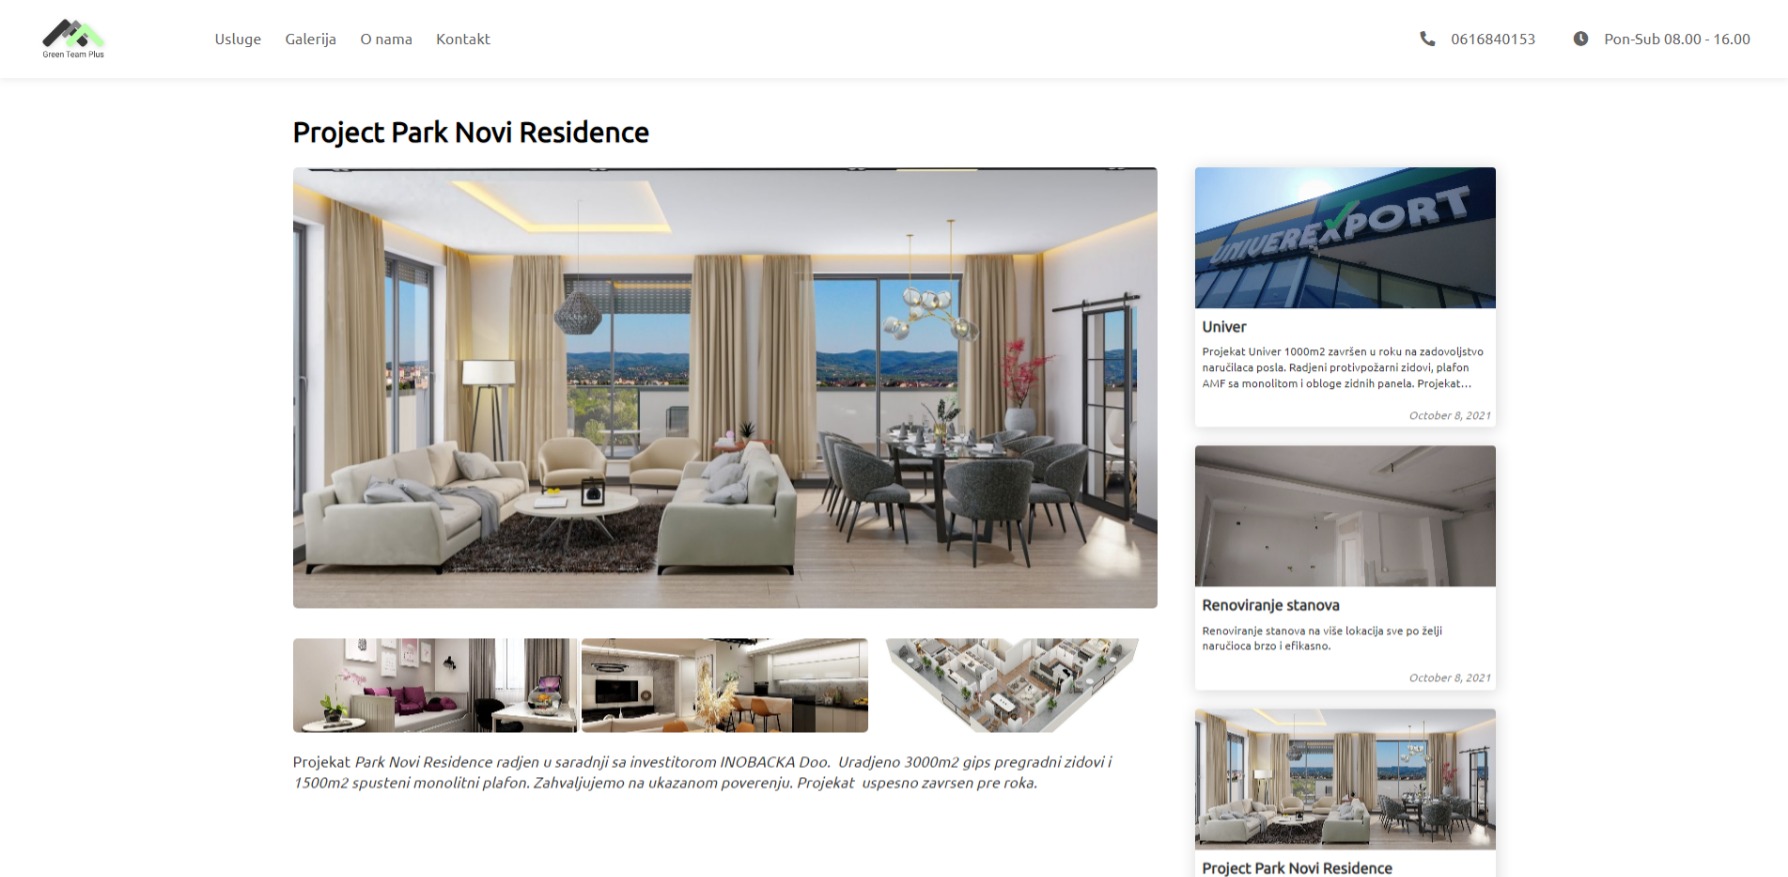 Green Team Plus
Usluge
Galerija
O nama
Kontakt
0616840153
Pon-Sub 08.00 - 16.00
Project Park Novi Residence
Projekat Park Novi Residence radjen u saradnji sa investitorom INOBACKA Doo.  Uradjeno 3000m2 gips pregradni zidovi i
1500m2 spusteni monolitni plafon. Zahvaljujemo na ukazanom poverenju. Projekat  uspesno zavrsen pre roka.
UNIVEREXPORT
Univer
Projekat Univer 1000m2 završen u roku na zadovoljstvo
naručilaca posla. Radjeni protivpožarni zidovi, plafon
AMF sa monolitom i obloge zidnih panela. Projekat...
October 8, 2021
Renoviranje stanova
Renoviranje stanova na više lokacija sve po želji
naručioca brzo i efikasno.
October 8, 2021
Project Park Novi Residence